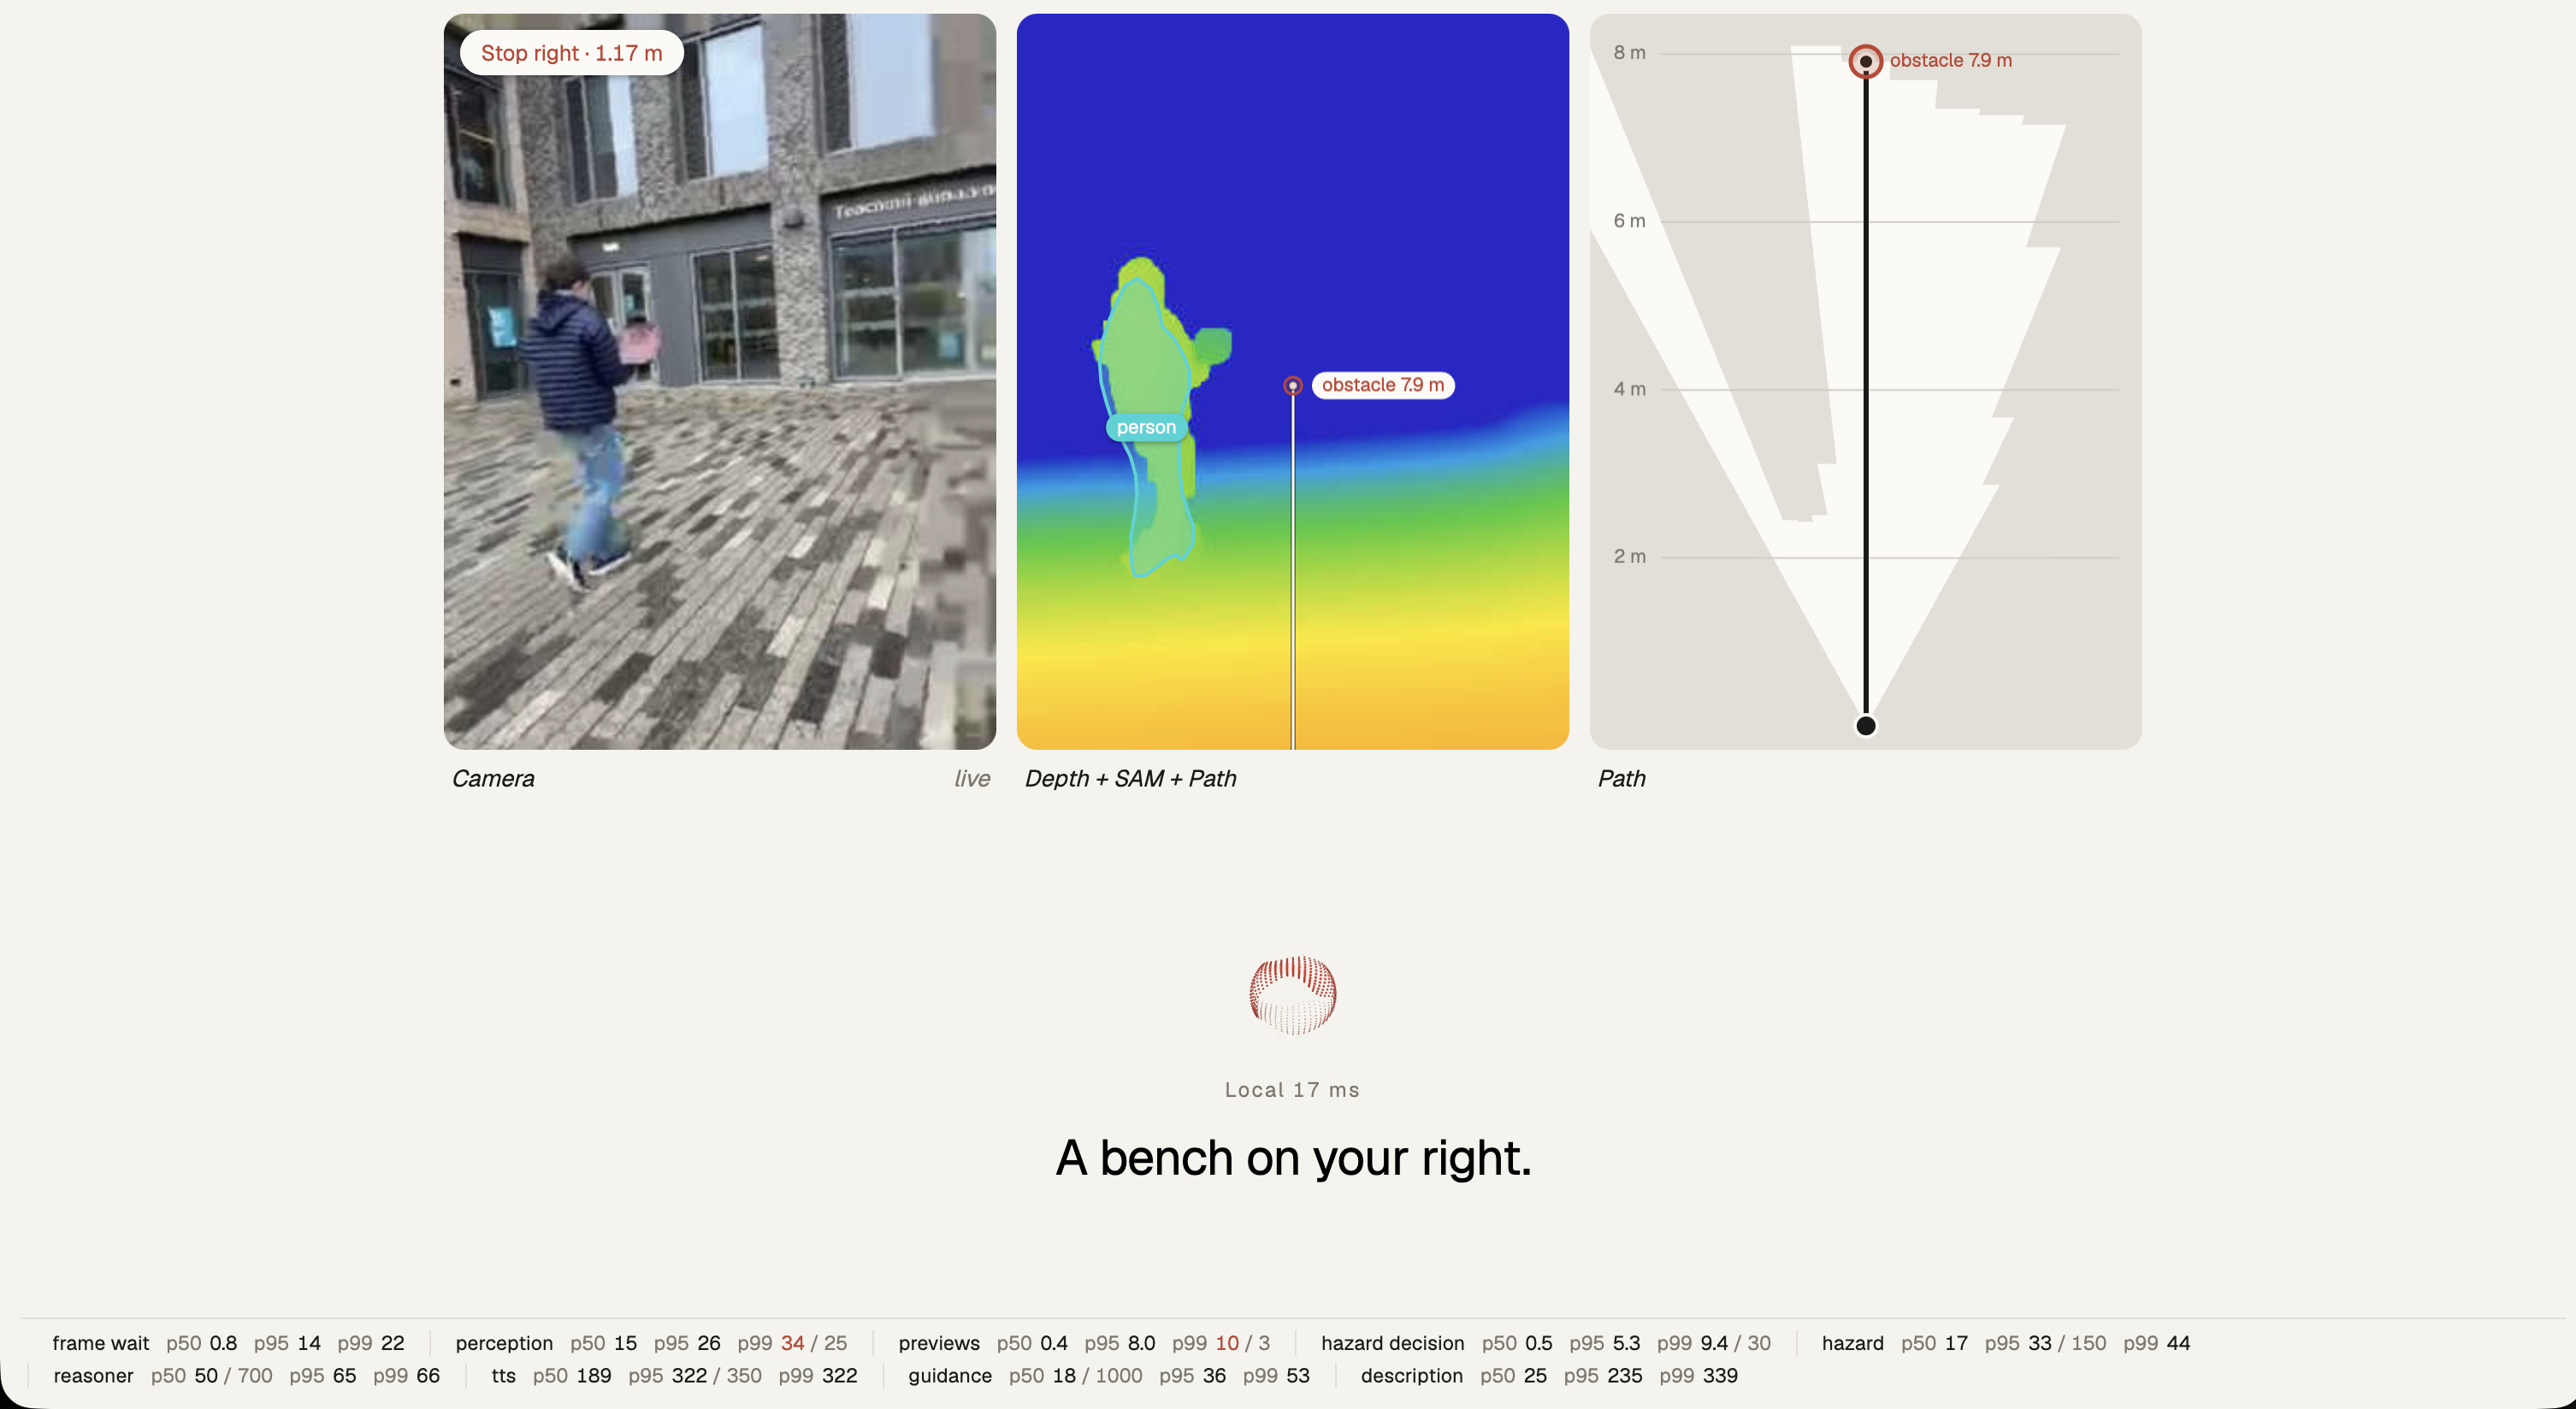 Stop right · 1.17 m
person
obstacle 7.9 m
8 m
obstacle 7.9 m
6 m
4 m
2 m
Camera live
Depth + SAM + Path
Path
Local 17 ms
A bench on your right.
frame wait p50 0.8 p95 14 p99 22 perception p50 15 p95 26 p99 34 / 25 previews p50 0.4 p95 8.0 p99 10 / 3 hazard decision p50 0.5 p95 5.3 p99 9.4 / 30 hazard p50 17 p95 33 / 150 p99 44
reasoner p50 50 / 700 p95 65 p99 66 tts p50 189 p95 322 / 350 p99 322 guidance p50 18 / 1000 p95 36 p99 53 description p50 25 p95 235 p99 339